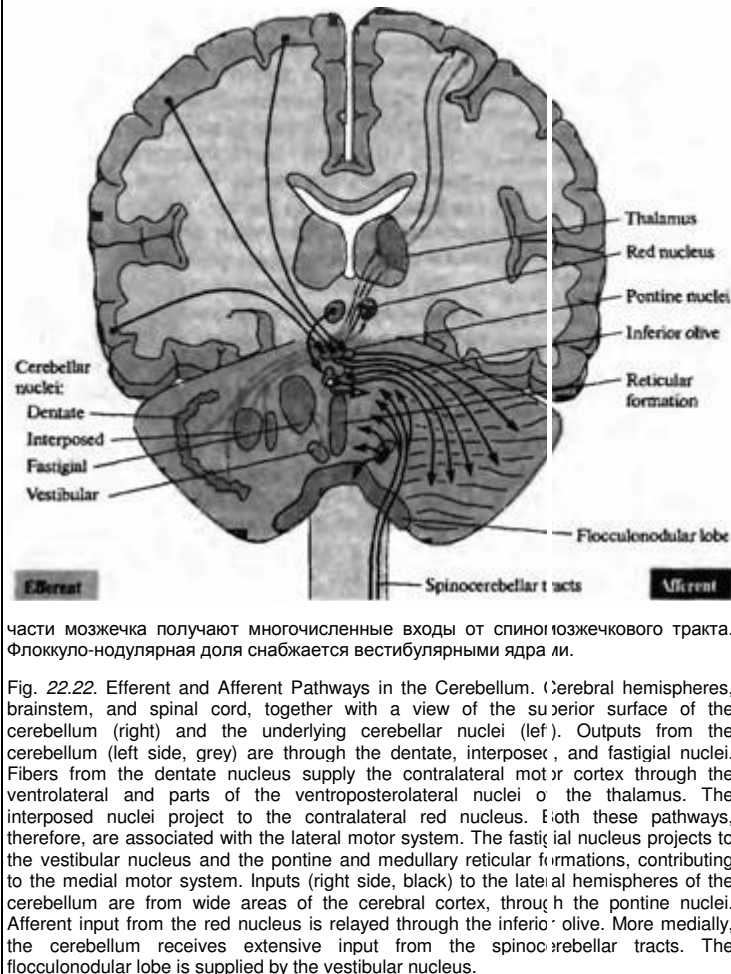 Thalamus
Red nucleus
Pontine nuclei
Inferior olive
Reticular
formation
Cerebellar
nuclei:
Dentate
Interposed
Fastigial
Vestibular
Flocculonodular lobe
Efferent
Spinocerebellar tracts
Afferent
части мозжечка получают многочисленные входы от спиномозжечкового тракта.
Флоккуло-нодулярная доля снабжается вестибулярными ядрами.
Fig. 22.22. Efferent and Afferent Pathways in the Cerebellum. Cerebral hemispheres,
brainstem, and spinal cord, together with a view of the superior surface of the
cerebellum (right) and the underlying cerebellar nuclei (left). Outputs from the
cerebellum (left side, grey) are through the dentate, interposed, and fastigial nuclei.
Fibers from the dentate nucleus supply the contralateral motor cortex through the
ventrolateral and parts of the ventroposterolateral nuclei of the thalamus. The
interposed nuclei project to the contralateral red nucleus. Both these pathways,
therefore, are associated with the lateral motor system. The fastigial nucleus projects to
the vestibular nucleus and the pontine and medullary reticular formations, contributing
to the medial motor system. Inputs (right side, black) to the lateral hemispheres of the
cerebellum are from wide areas of the cerebral cortex, through the pontine nuclei.
Afferent input from the red nucleus is relayed through the inferior olive. More medially,
the cerebellum receives extensive input from the spinocerebellar tracts. The
flocculonodular lobe is supplied by the vestibular nucleus.